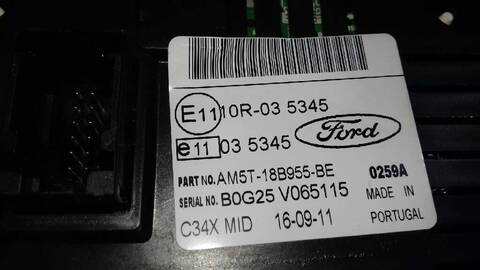 E11 10R-03 5345
e11 03 5345 Ford
PART NO. AM5T-18B955-BE 0259A
SERIAL NO. B0G25 V065115 MADE IN
C34X MID 16-09-11 PORTUGAL